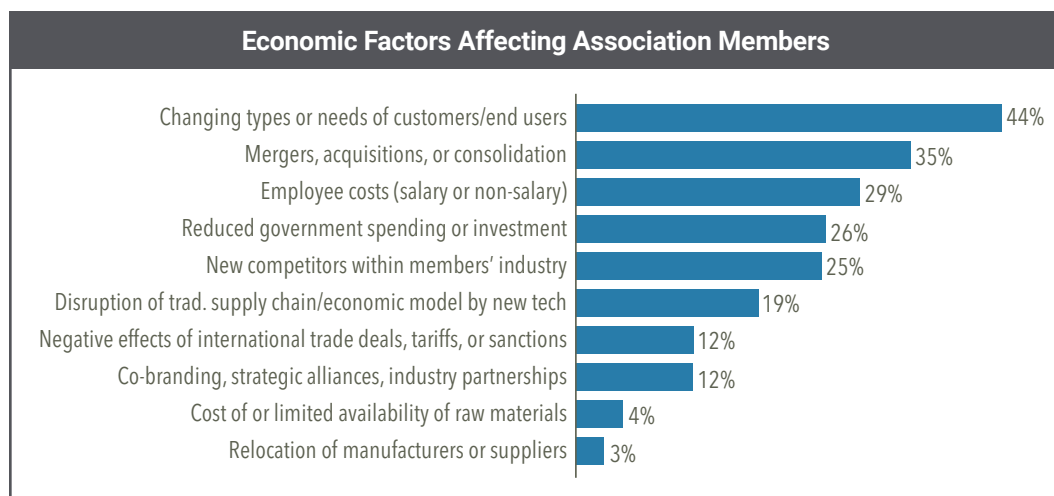 Economic Factors Affecting Association Members
Changing types or needs of customers/end users 44%
Mergers, acquisitions, or consolidation 35%
Employee costs (salary or non-salary) 29%
Reduced government spending or investment 26%
New competitors within members’ industry 25%
Disruption of trad. supply chain/economic model by new tech 19%
Negative effects of international trade deals, tariffs, or sanctions 12%
Co-branding, strategic alliances, industry partnerships 12%
Cost of or limited availability of raw materials 4%
Relocation of manufacturers or suppliers 3%